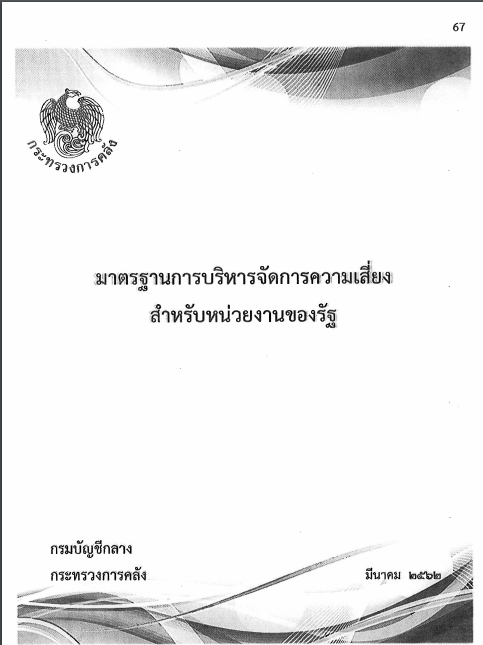 67
กระทรวงการคลัง
มาตรฐานการบริหารจัดการความเสี่ยง
สำหรับหน่วยงานของรัฐ
กรมบัญชีกลาง
กระทรวงการคลัง
มีนาคม ๒๕๖๒